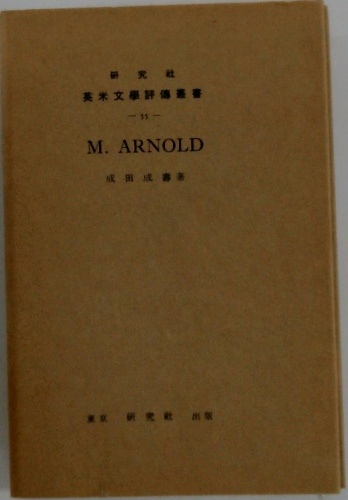 研究社
英米文學評傳叢書
— 55 —
M. ARNOLD
成田成壽著
東京 研究社 出版